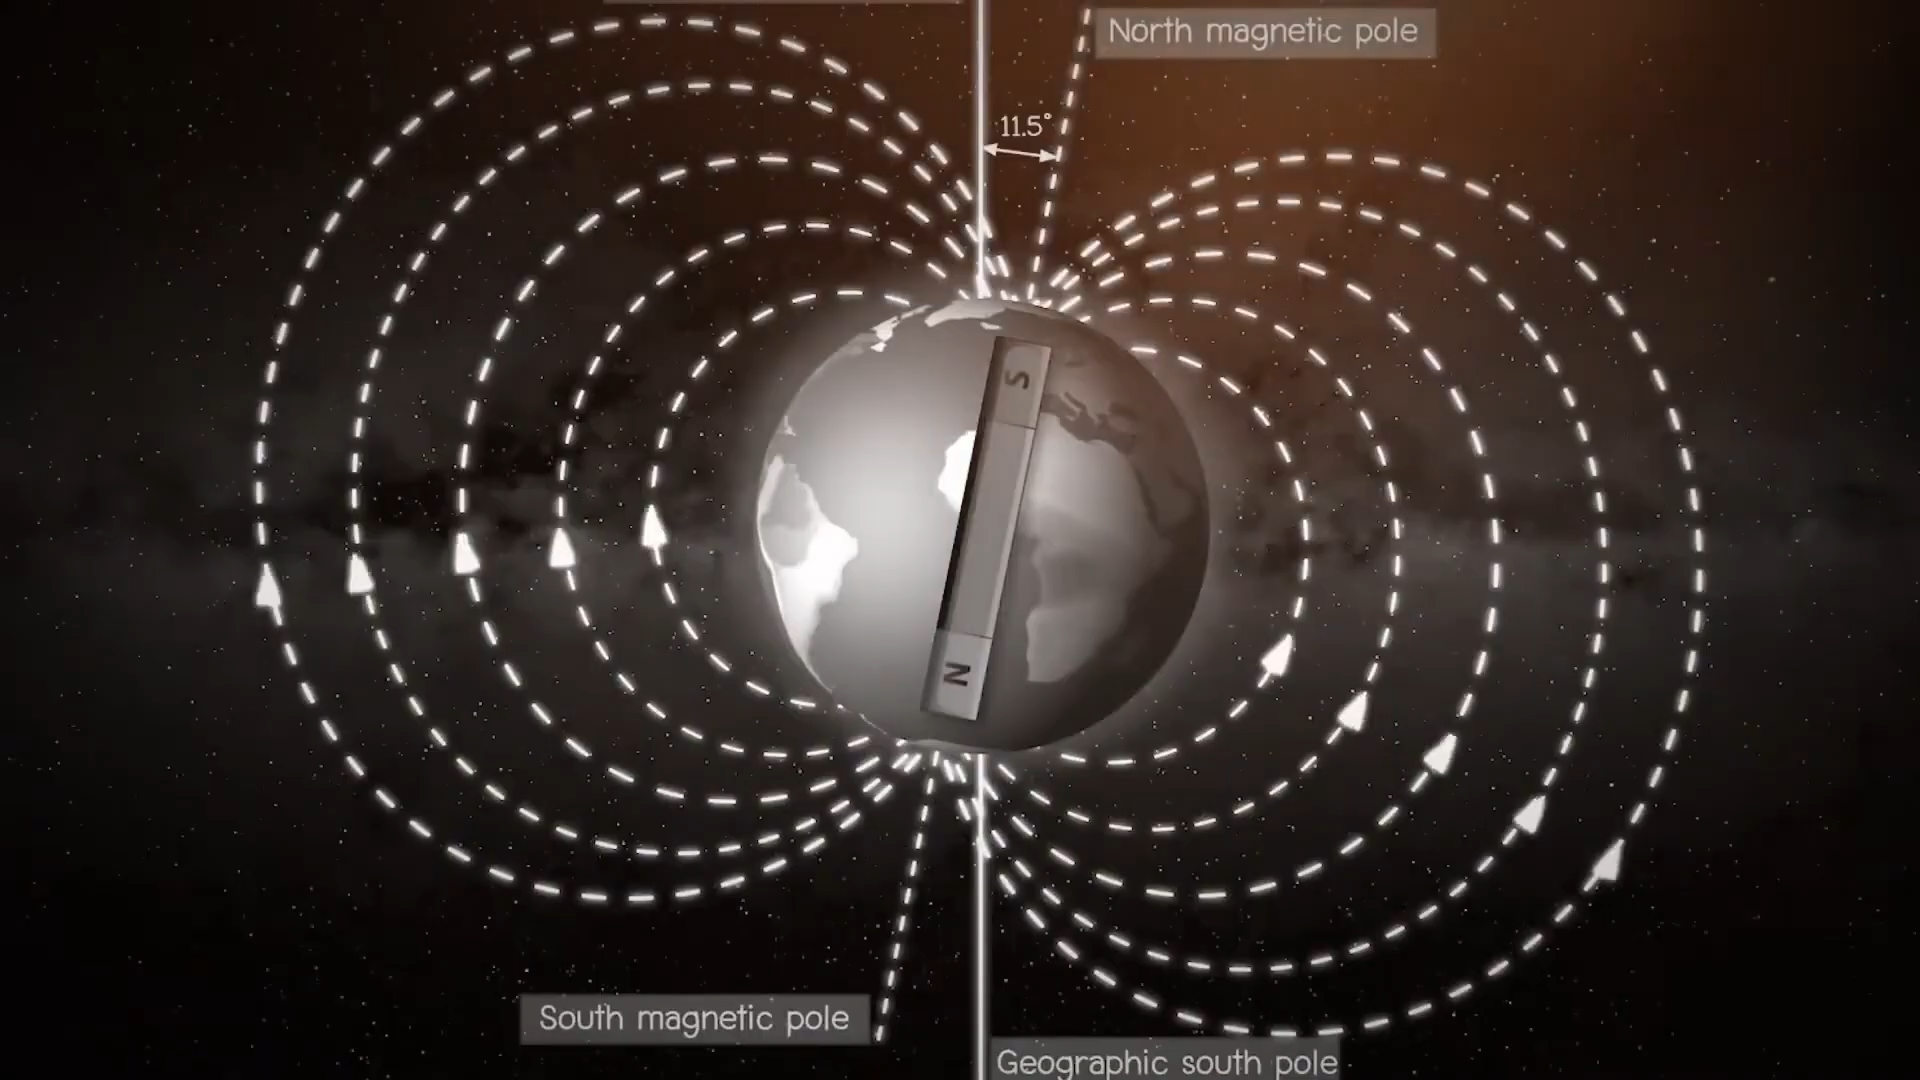 North magnetic pole
11.5°
S
N
South magnetic pole
Geographic south pole